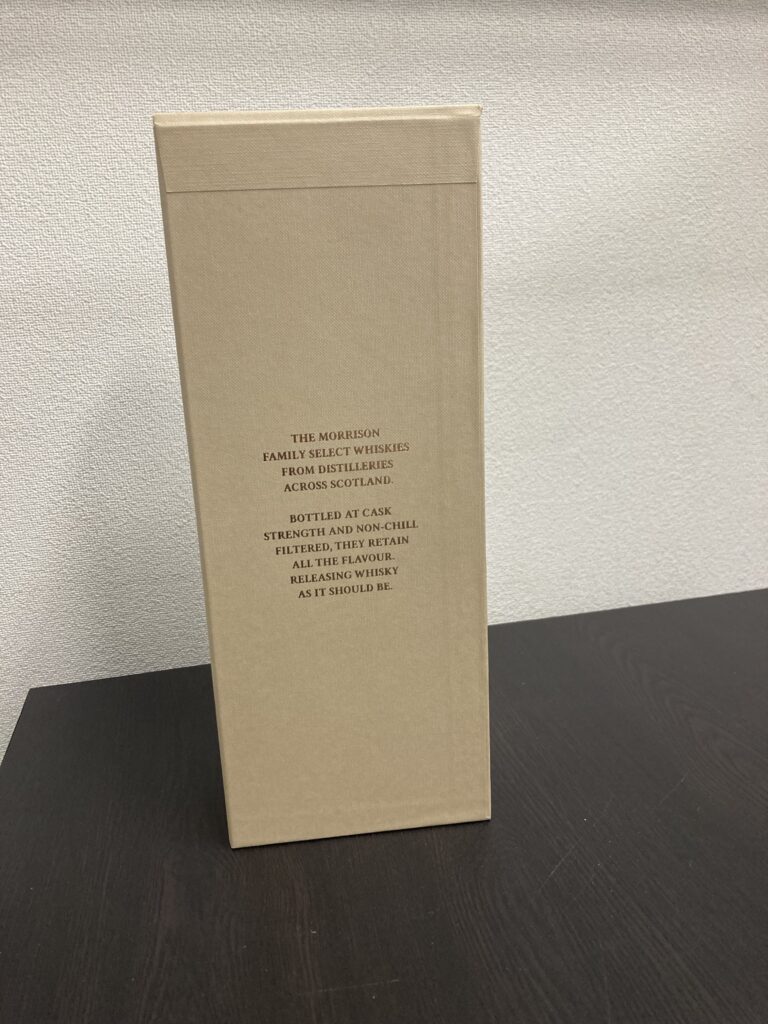 THE MORRISON
FAMILY SELECT WHISKIES
FROM DISTILLERIES
ACROSS SCOTLAND.
BOTTLED AT CASK
STRENGTH AND NON-CHILL
FILTERED, THEY RETAIN
ALL THE FLAVOUR.
RELEASING WHISKY
AS IT SHOULD BE.